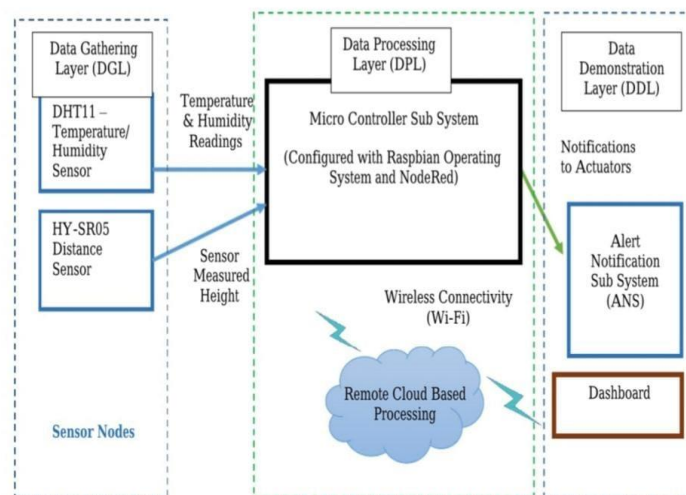 Data Gathering
Layer (DGL)
DHT11 –
Temperature/
Humidity
Sensor
HY-SR05
Distance
Sensor
Sensor Nodes
Temperature
& Humidity
Readings
Sensor
Measured
Height
Data Processing
Layer (DPL)
Micro Controller Sub System
(Configured with Raspbian Operating
System and NodeRed)
Wireless Connectivity
(Wi-Fi)
Remote Cloud Based
Processing
Data
Demonstration
Layer (DDL)
Notifications
to Actuators
Alert
Notification
Sub System
(ANS)
Dashboard